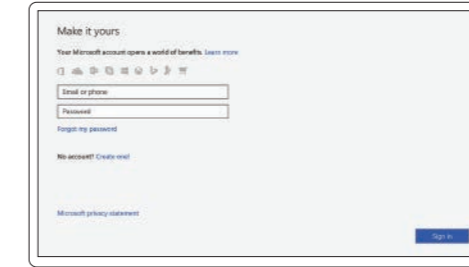 Make it yours
Your Microsoft account opens a world of benefits. Learn more
Email or phone
Password
Forgot my password
No account? Create one!
Microsoft privacy statement
Sign in